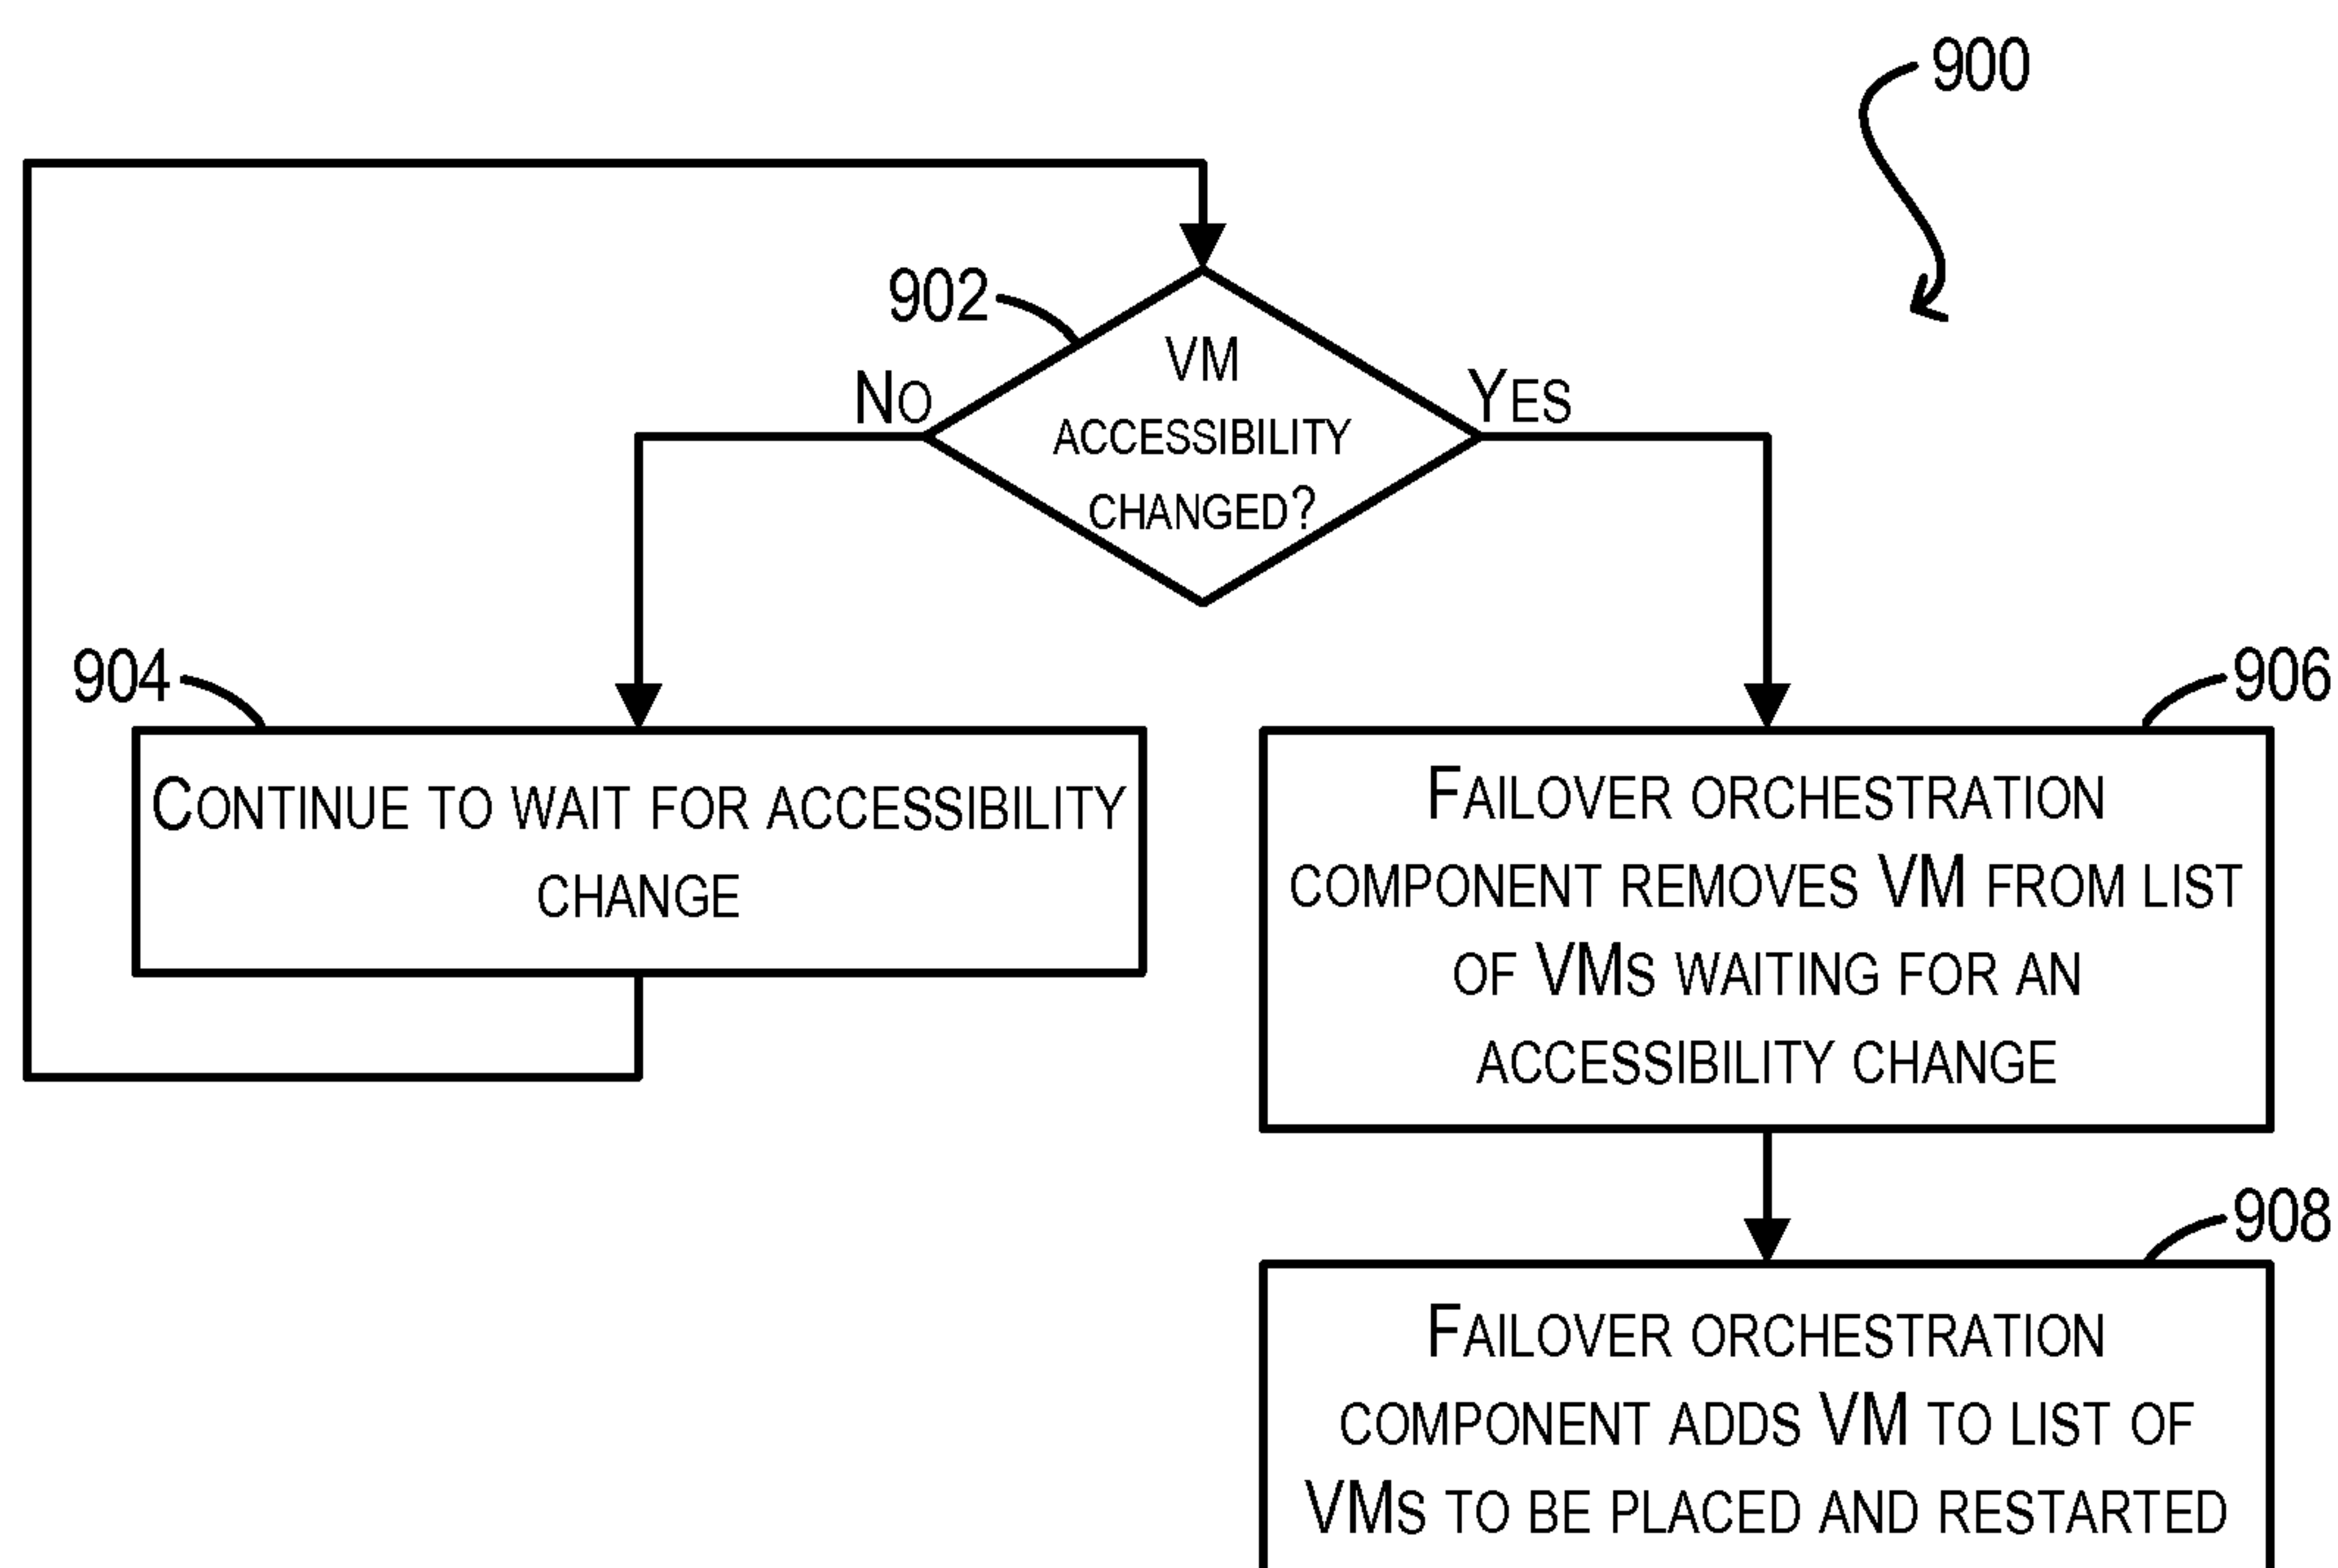 900
902
VM
ACCESSIBILITY
CHANGED?
NO
YES
904
CONTINUE TO WAIT FOR ACCESSIBILITY
CHANGE
906
FAILOVER ORCHESTRATION
COMPONENT REMOVES VM FROM LIST
OF VMS WAITING FOR AN
ACCESSIBILITY CHANGE
908
FAILOVER ORCHESTRATION
COMPONENT ADDS VM TO LIST OF
VMS TO BE PLACED AND RESTARTED